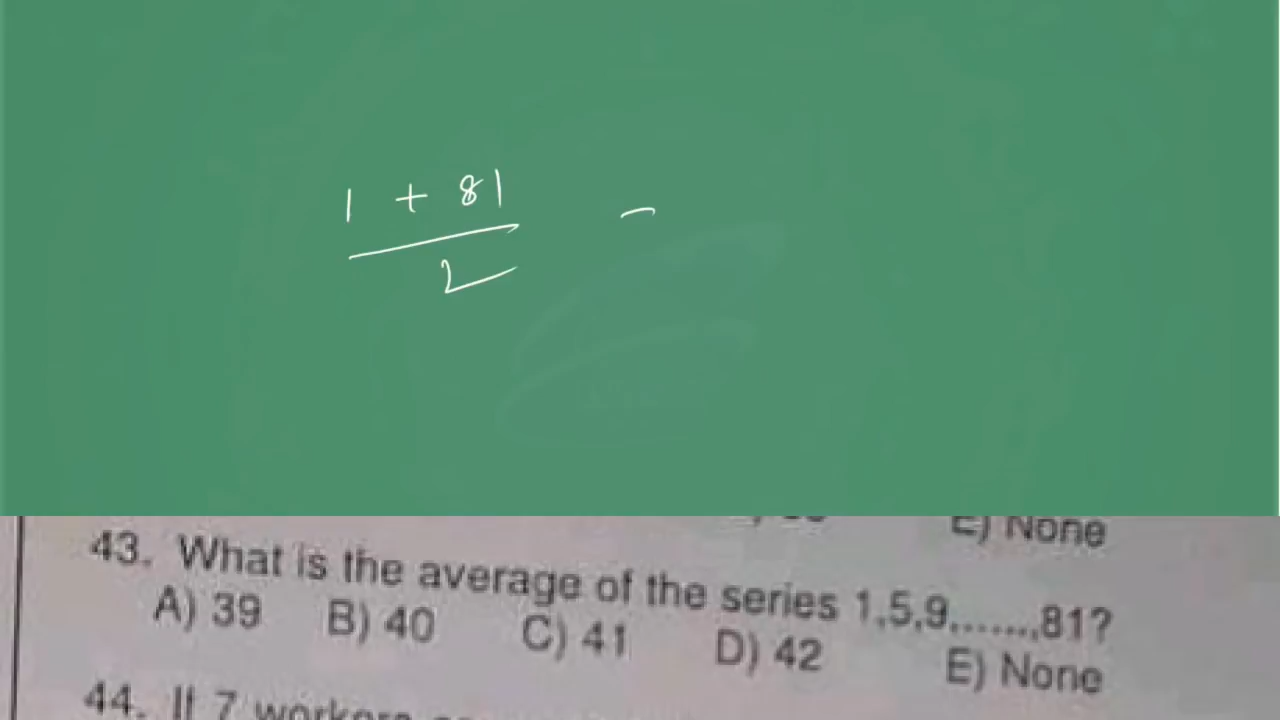 1 + 81
2
E) None
43. What is the average of the series 1,5,9,.......,81?
A) 39 B) 40 C) 41 D) 42 E) None
44. If 7 workers